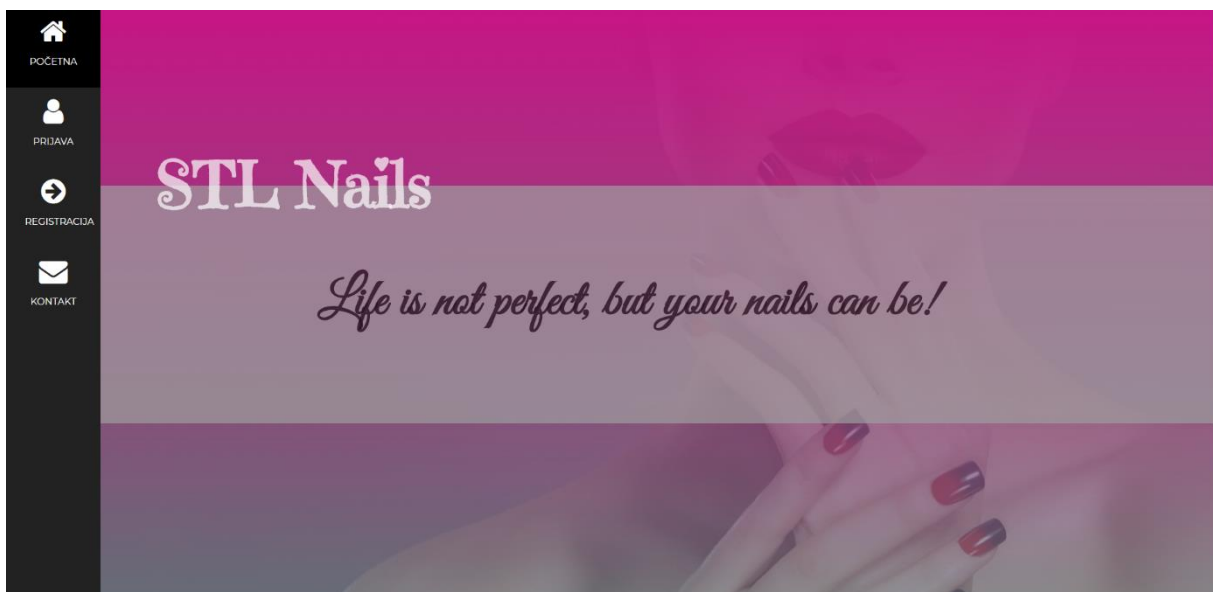 POČETNA
PRIJAVA
REGISTRACIJA
KONTAKT
STL Nails
Life is not perfect, but your nails can be!